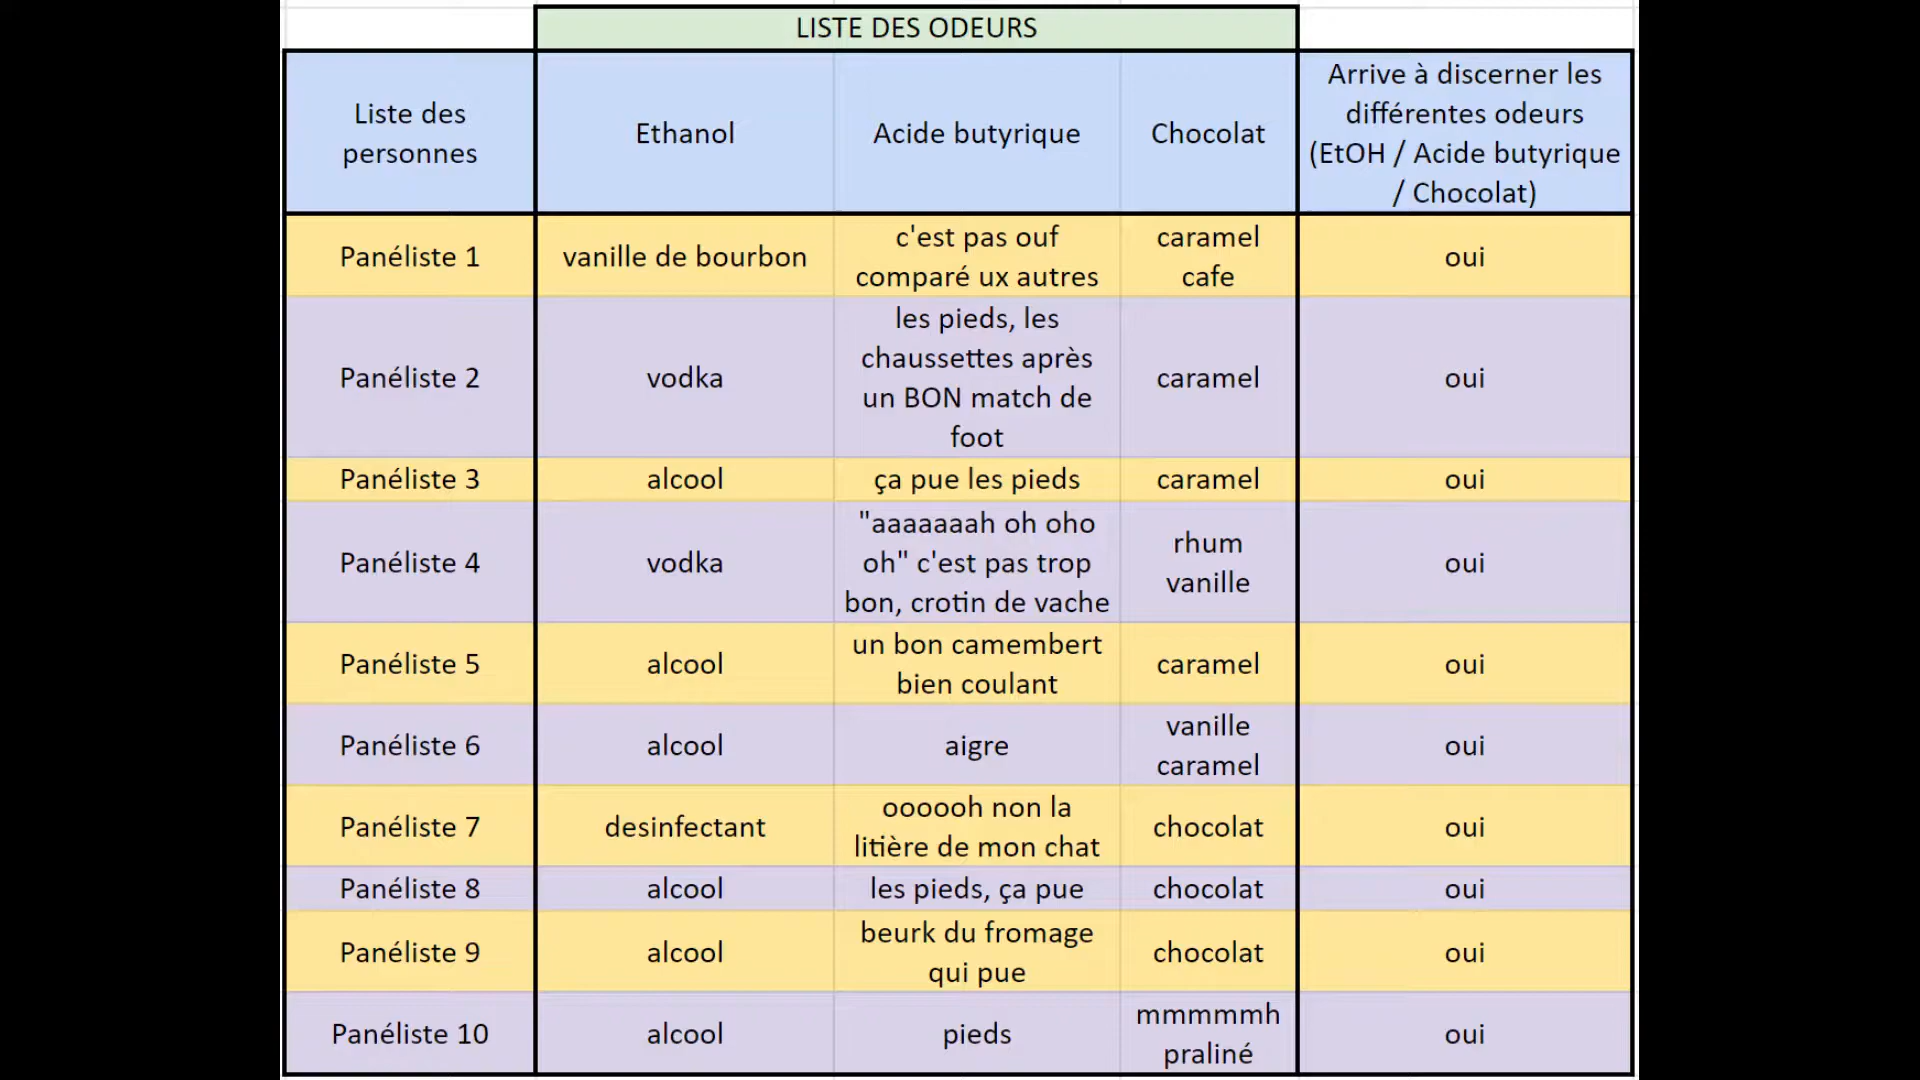 LISTE DES ODEURS
Liste des
personnes
Ethanol
Acide butyrique
Chocolat
Arrive à discerner les
différentes odeurs
(EtOH / Acide butyrique
/ Chocolat)
Panéliste 1
vanille de bourbon
c'est pas ouf
comparé ux autres
caramel
cafe
oui
Panéliste 2
vodka
les pieds, les
chaussettes après
un BON match de
foot
caramel
oui
Panéliste 3
alcool
ça pue les pieds
caramel
oui
Panéliste 4
vodka
"aaaaaaah oh oho
oh" c'est pas trop
bon, crotin de vache
rhum
vanille
oui
Panéliste 5
alcool
un bon camembert
bien coulant
caramel
oui
Panéliste 6
alcool
aigre
vanille
caramel
oui
Panéliste 7
desinfectant
oooooh non la
litière de mon chat
chocolat
oui
Panéliste 8
alcool
les pieds, ça pue
chocolat
oui
Panéliste 9
alcool
beurk du fromage
qui pue
chocolat
oui
Panéliste 10
alcool
pieds
mmmmmh
praliné
oui